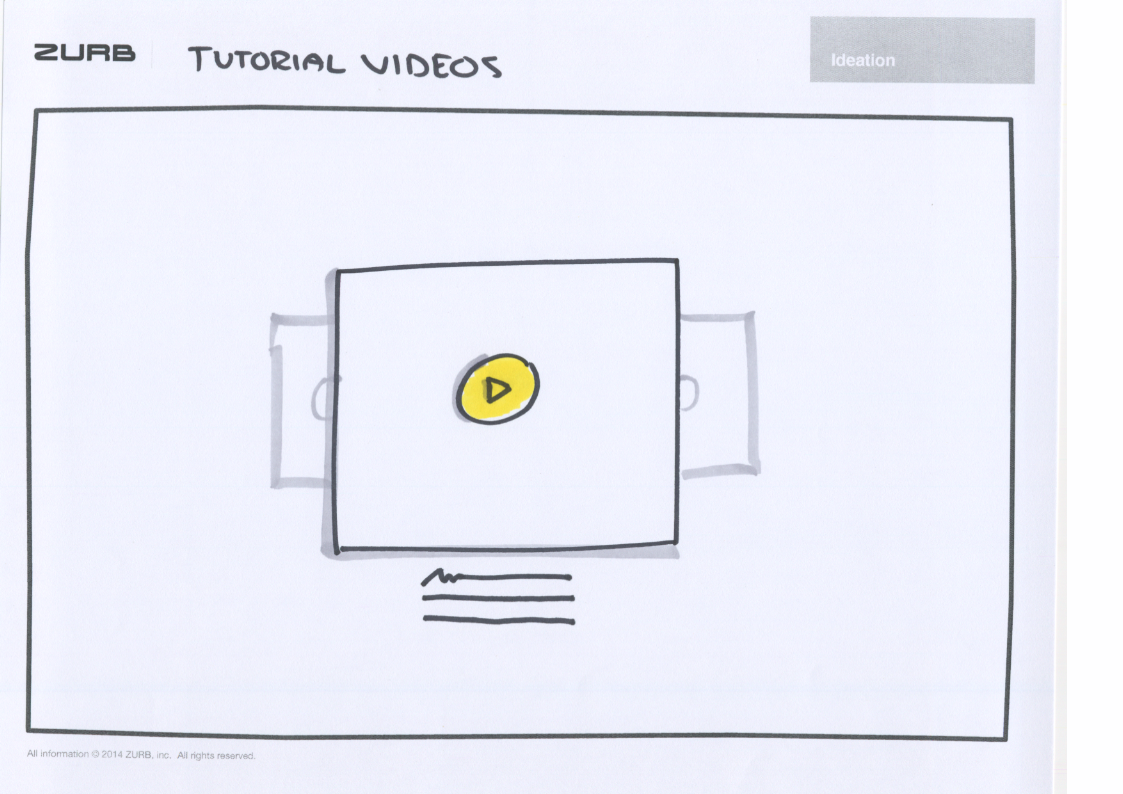 ZURB
TUTORIAL VIDEOS
Ideation
All information © 2014 ZURB, inc. All rights reserved.